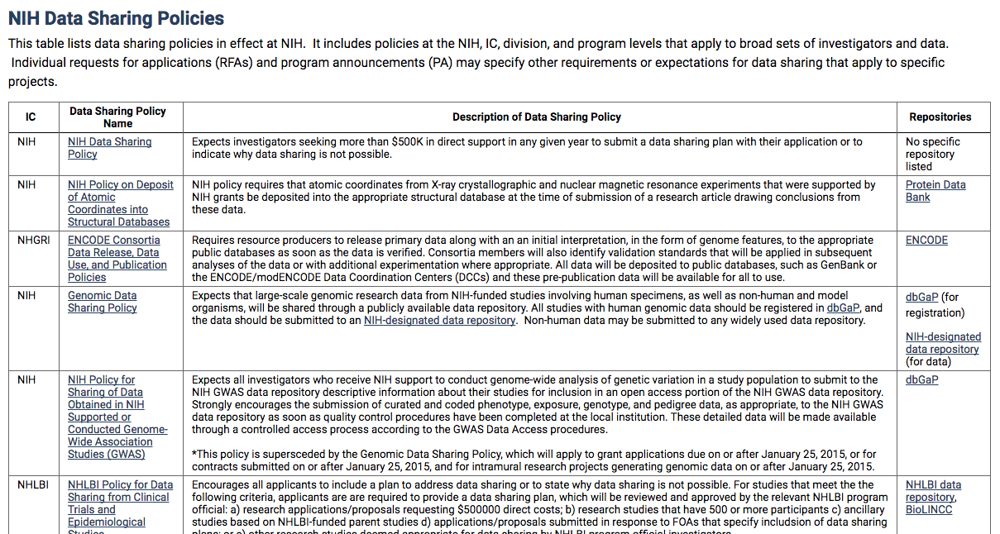 NIH Data Sharing Policies
This table lists data sharing policies in effect at NIH.  It includes policies at the NIH, IC, division, and program levels that apply to broad sets of investigators and data.
Individual requests for applications (RFAs) and program announcements (PA) may specify other requirements or expectations for data sharing that apply to specific
projects.
IC
Data Sharing Policy
Name
Description of Data Sharing Policy
Repositories
NIH
NIH Data Sharing
Policy
Expects investigators seeking more than $500K in direct support in any given year to submit a data sharing plan with their application or to
indicate why data sharing is not possible.
No specific
repository
listed
NIH
NIH Policy on Deposit
of Atomic
Coordinates into
Structural Databases
NIH policy requires that atomic coordinates from X-ray crystallographic and nuclear magnetic resonance experiments that were supported by
NIH grants be deposited into the appropriate structural database at the time of submission of a research article drawing conclusions from
these data.
Protein Data
Bank
NHGRI
ENCODE Consortia
Data Release, Data
Use, and Publication
Policies
Requires resource producers to release primary data along with an an initial interpretation, in the form of genome features, to the appropriate
public databases as soon as the data is verified. Consortia members will also identify validation standards that will be applied in subsequent
analyses of the data or with additional experimentation where appropriate. All data will be deposited to public databases, such as GenBank or
the ENCODE/modENCODE Data Coordination Centers (DCCs) and these pre-publication data will be available for all to use.
ENCODE
NIH
Genomic Data
Sharing Policy
Expects that large-scale genomic research data from NIH-funded studies involving human specimens, as well as non-human and model
organisms, will be shared through a publicly available data repository. All studies with human genomic data should be registered in dbGaP, and
the data should be submitted to an NIH-designated data repository.  Non-human data may be submitted to any widely used data repository.
dbGaP (for
registration)
NIH-designated
data repository
(for data)
NIH
NIH Policy for
Sharing of Data
Obtained in NIH
Supported or
Conducted Genome-
Wide Association
Studies (GWAS)
Expects all investigators who receive NIH support to conduct genome-wide analysis of genetic variation in a study population to submit to the
NIH GWAS data repository descriptive information about their studies for inclusion in an open access portion of the NIH GWAS data repository.
Strongly encourages the submission of curated and coded phenotype, exposure, genotype, and pedigree data, as appropriate, to the NIH GWAS
data repository as soon as quality control procedures have been completed at the local institution. These detailed data will be made available
through a controlled access process according to the GWAS Data Access procedures.
*This policy is supersceded by the Genomic Data Sharing Policy, which will apply to grant applications due on or after January 25, 2015, or for
contracts submitted on or after January 25, 2015, and for intramural research projects generating genomic data on or after January 25, 2015.
dbGaP
NHLBI
NHLBI Policy for Data
Sharing from Clinical
Trials and
Epidemiological
Studies
Encourages all applicants to include a plan to address data sharing or to state why data sharing is not possible. For studies that meet the the
following criteria, applicants are are required to provide a data sharing plan, which will be reviewed and approved by the relevant NHLBI program
official: a) research applications/proposals requesting $500000 direct costs; b) research studies that have 500 or more participants c) ancillary
studies based on NHLBI-funded parent studies d) applications/proposals submitted in response to FOAs that specify includsion of data sharing
plans; or e) other research studies deemed appropriate for data sharing by NHLBI program official investigators.
NHLBI data
repository,
BioLINCC